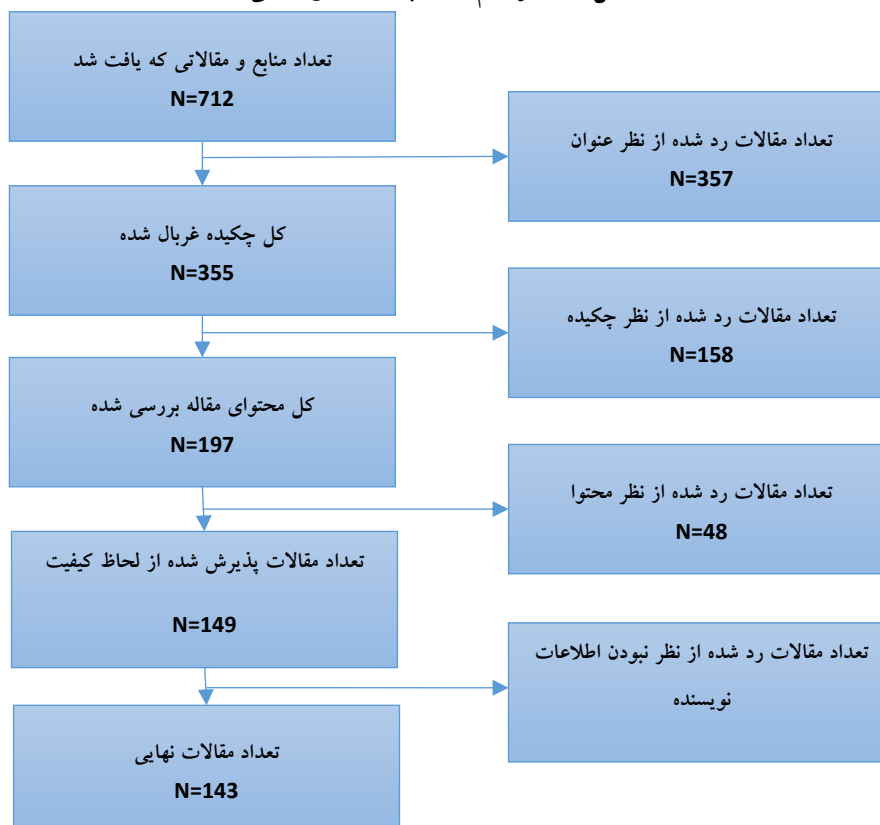 تعداد منابع و مقالاتی که یافت شد
N=712
تعداد مقالات رد شده از نظر عنوان
N=357
کل چکیده غربال شده
N=355
تعداد مقالات رد شده از نظر چکیده
N=158
کل محتوای مقاله بررسی شده
N=197
تعداد مقالات رد شده از نظر محتوا
N=48
تعداد مقالات پذیرش شده از لحاظ کیفیت
N=149
تعداد مقالات رد شده از نظر نبودن اطلاعات
نویسنده
تعداد مقالات نهایی
N=143